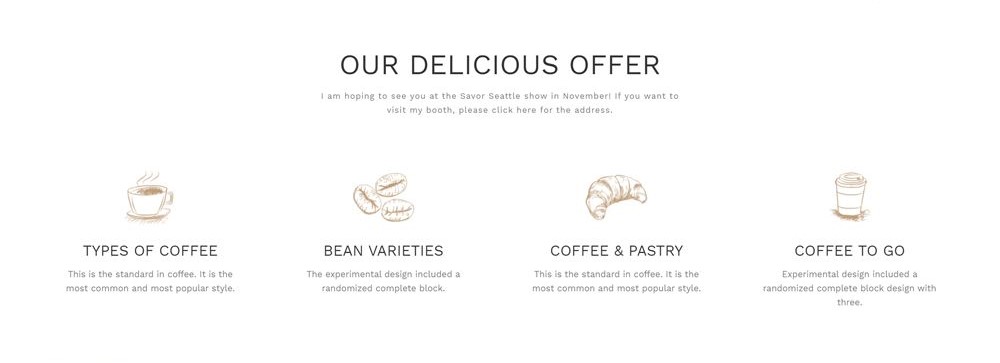 OUR DELICIOUS OFFER
I am hoping to see you at the Savor Seattle show in November! If you want to
visit my booth, please click here for the address.
TYPES OF COFFEE
This is the standard in coffee. It is the
most common and most popular style.
BEAN VARIETIES
The experimental design included a
randomized complete block.
COFFEE & PASTRY
This is the standard in coffee. It is the
most common and most popular style.
COFFEE TO GO
Experimental design included a
randomized complete block design with
three.